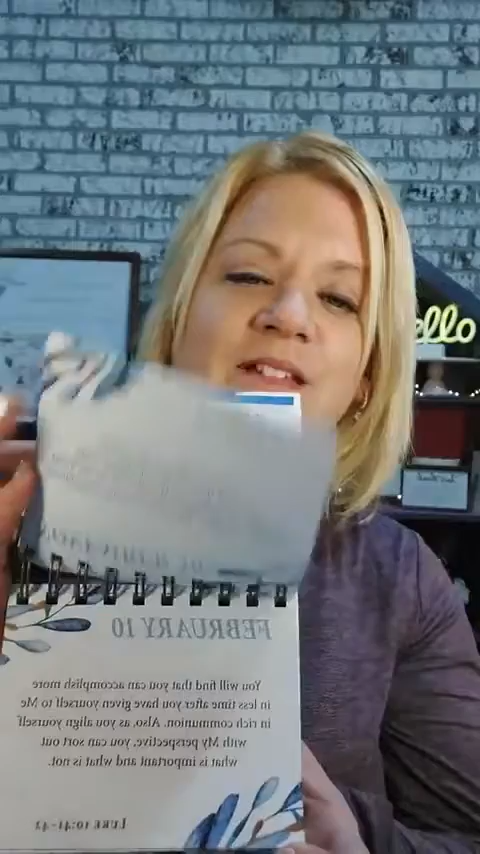 ello
FEBRUARY 10
You will find that you can accomplish more
in less time after you have given yourself to Me
in rich communion. Also, as you align yourself
with My perspective, you can sort out
what is important and what is not.
LUKE 10:41–42